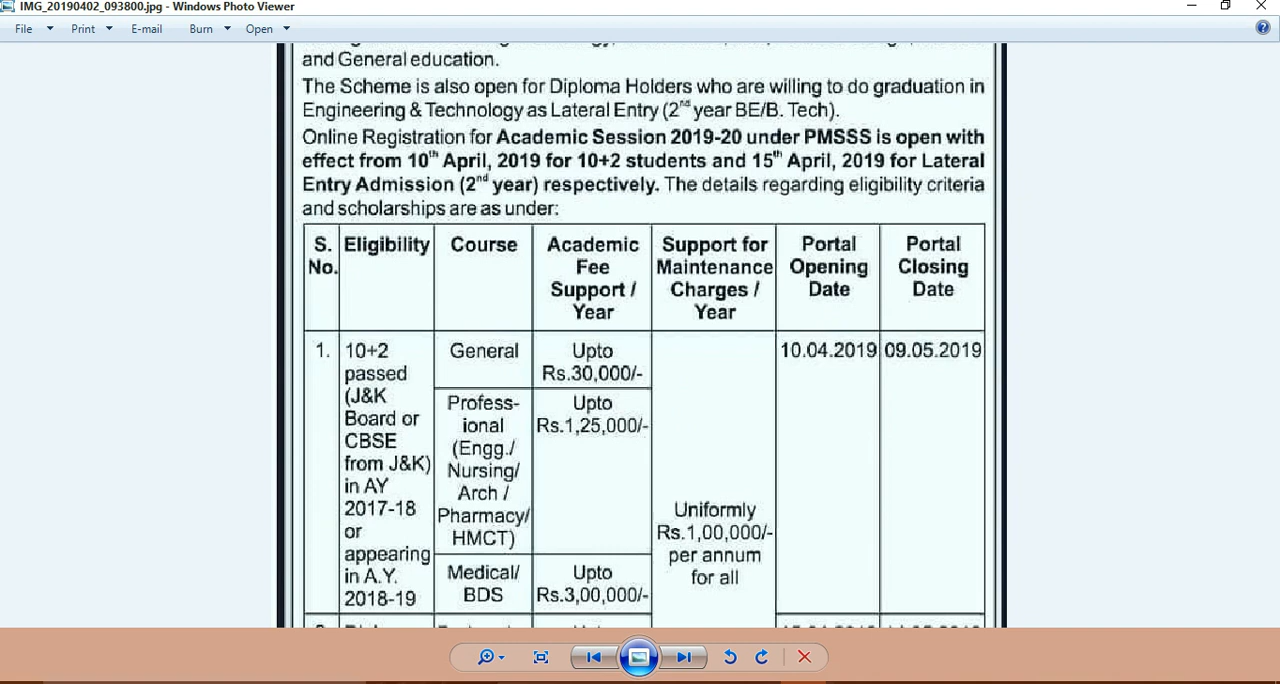 IMG_20190402_093800.jpg - Windows Photo Viewer
File Print E-mail Burn Open
and General education.
The Scheme is also open for Diploma Holders who are willing to do graduation in
Engineering & Technology as Lateral Entry (2nd year BE/B. Tech).
Online Registration for Academic Session 2019-20 under PMSSS is open with
effect from 10th April, 2019 for 10+2 students and 15th April, 2019 for Lateral
Entry Admission (2nd year) respectively. The details regarding eligibility criteria
and scholarships are as under:
S. No.
Eligibility
Course
Academic
Fee
Support /
Year
Support for
Maintenance
Charges /
Year
Portal
Opening
Date
Portal
Closing
Date
1.
10+2
passed
(J&K
Board or
CBSE
from J&K)
in AY
2017-18
or
appearing
in A.Y.
2018-19
General
Upto
Rs.30,000/-
Profess-
ional
(Engg./
Nursing/
Arch /
Pharmacy/
HMCT)
Upto
Rs.1,25,000/-
Medical/
BDS
Upto
Rs.3,00,000/-
Uniformly
Rs.1,00,000/-
per annum
for all
10.04.2019
09.05.2019